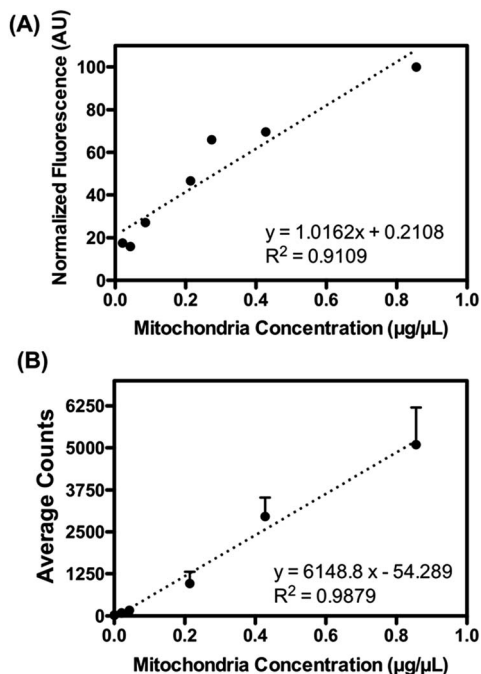 (A)
Normalized Fluorescence (AU)
100
80
60
40
20
0
y = 1.0162x + 0.2108
R² = 0.9109
0.0 0.2 0.4 0.6 0.8 1.0
Mitochondria Concentration (µg/µL)
(B)
Average Counts
6250
5000
3750
2500
1250
0
y = 6148.8 x - 54.289
R² = 0.9879
0.0 0.2 0.4 0.6 0.8 1.0
Mitochondria Concentration (µg/µL)